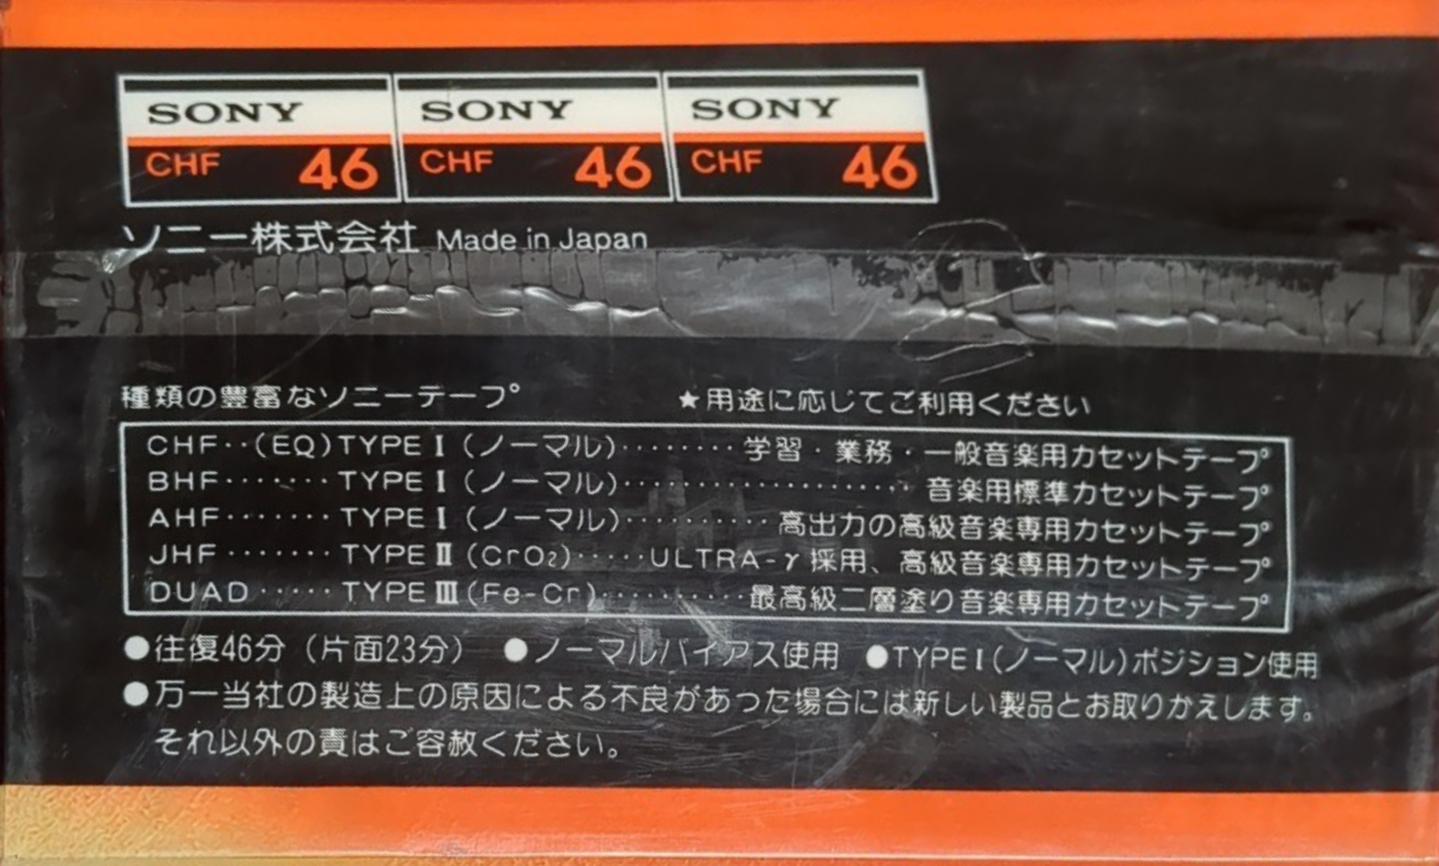 SONY SONY SONY
CHF 46 CHF 46 CHF 46
ソニー株式会社 Made in Japan
種類の豊富なソニーテープ ★用途に応じてご利用ください
CHF‥(EQ)TYPE I (ノーマル)‥‥‥‥学習・業務・一般音楽用カセットテープ
BHF‥‥‥・TYPE I (ノーマル)‥‥‥‥‥‥‥‥‥音楽用標準カセットテープ
AHF‥‥‥・TYPE I (ノーマル)‥‥‥‥‥高出力の高級音楽専用カセットテープ
JHF‥‥‥・TYPE II (CrO₂)‥‥・ULTRA-γ採用、高級音楽専用カセットテープ
DUAD‥‥・TYPE III (Fe-Cr)‥‥‥‥‥最高級二層塗り音楽専用カセットテープ
●往復46分(片面23分) ●ノーマルバイアス使用 ●TYPE I (ノーマル)ポジション使用
●万一当社の製造上の原因による不良があった場合には新しい製品とお取りかえします。
それ以外の責はご容赦ください。